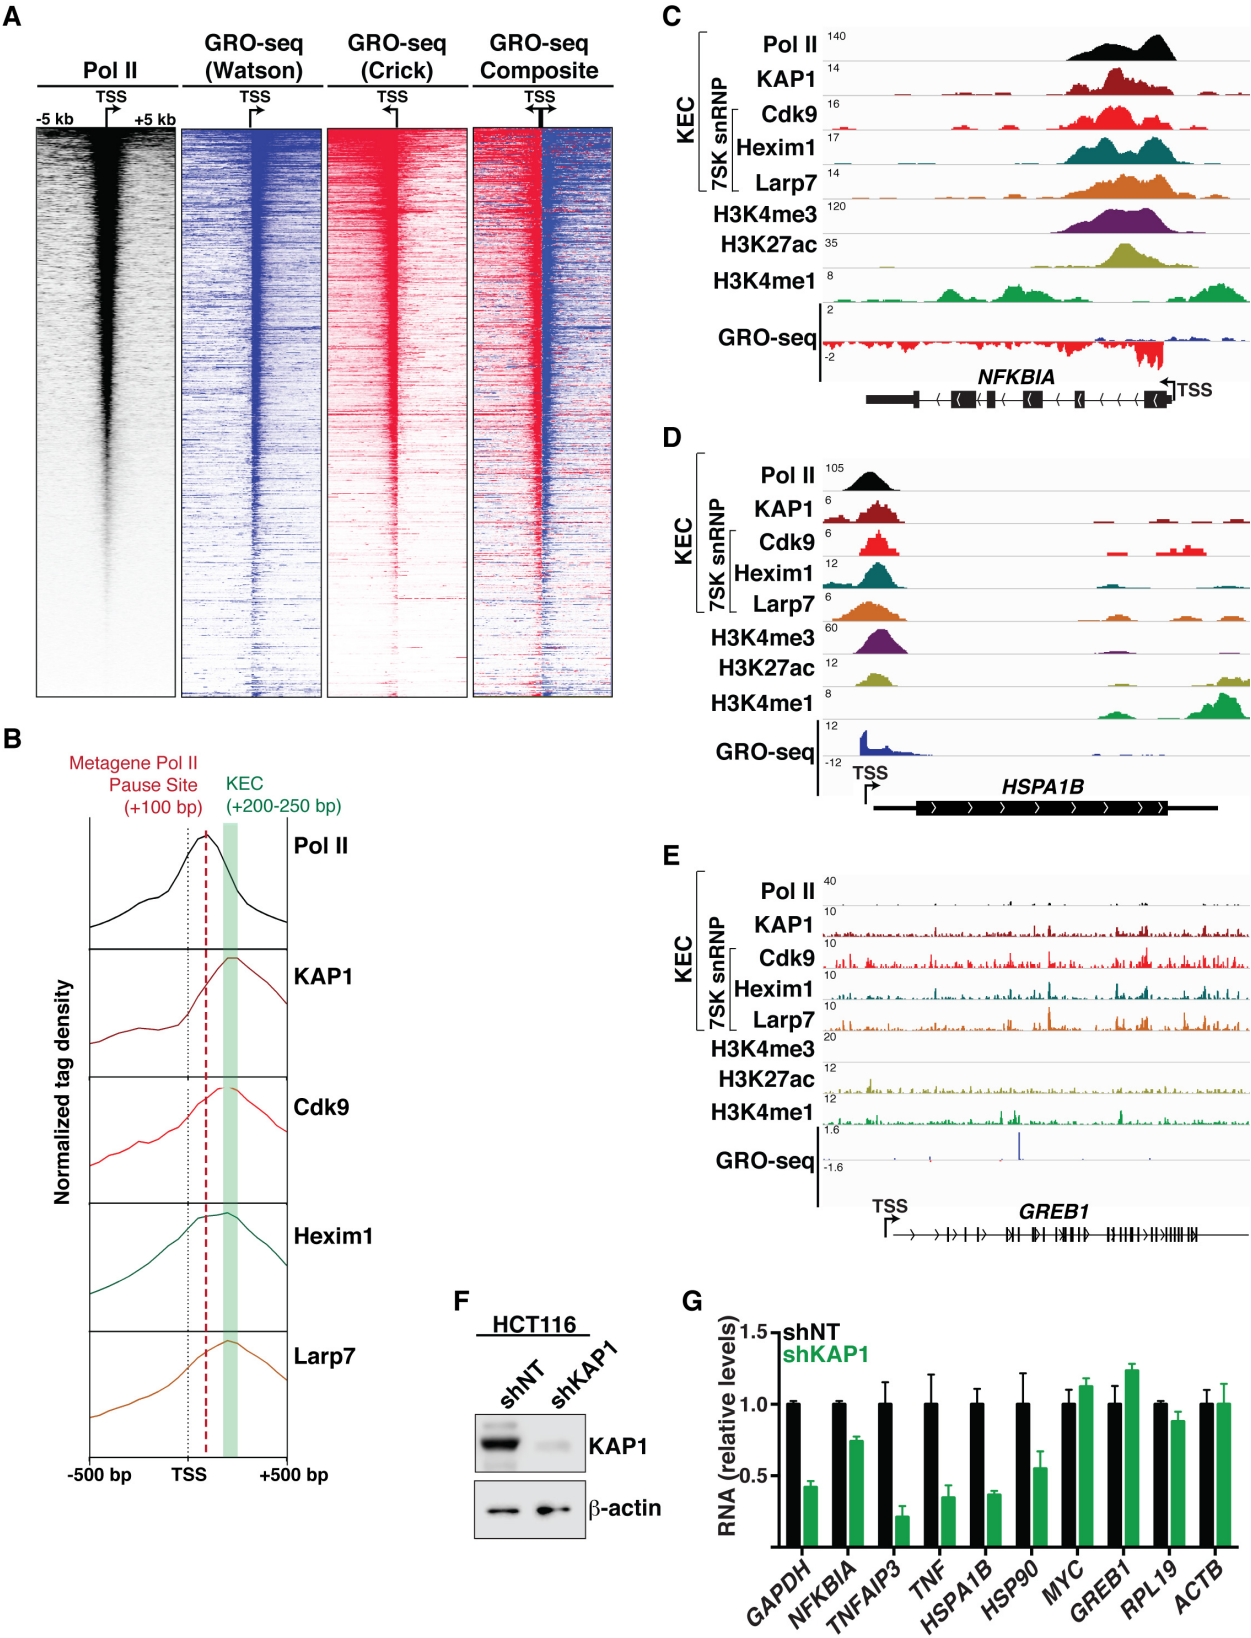 A
Pol II
GRO-seq
(Watson)
GRO-seq
(Crick)
GRO-seq
Composite
TSS
TSS
TSS
TSS
-5 kb
+5 kb
B
Metagene Pol II
Pause Site
(+100 bp)
KEC
(+200-250 bp)
Normalized tag density
Pol II
KAP1
Cdk9
Hexim1
Larp7
-500 bp
TSS
+500 bp
C
KEC
7SK snRNP
Pol II
140
KAP1
14
Cdk9
16
Hexim1
17
Larp7
14
H3K4me3
120
H3K27ac
35
H3K4me1
8
GRO-seq
2
-2
NFKBIA
TSS
D
KEC
7SK snRNP
Pol II
105
KAP1
6
Cdk9
6
Hexim1
12
Larp7
6
H3K4me3
60
H3K27ac
12
H3K4me1
8
GRO-seq
12
-12
TSS
HSPA1B
E
KEC
7SK snRNP
Pol II
40
KAP1
10
Cdk9
10
Hexim1
10
Larp7
10
H3K4me3
20
H3K27ac
12
H3K4me1
12
GRO-seq
1.6
-1.6
TSS
GREB1
F
HCT116
shNT
shKAP1
KAP1
β-actin
G
RNA (relative levels)
1.5
1.0
0.5
shNT
shKAP1
GAPDH
NFKBIA
TNFAIP3
TNF
HSPA1B
HSP90
MYC
GREB1
RPL19
ACTB